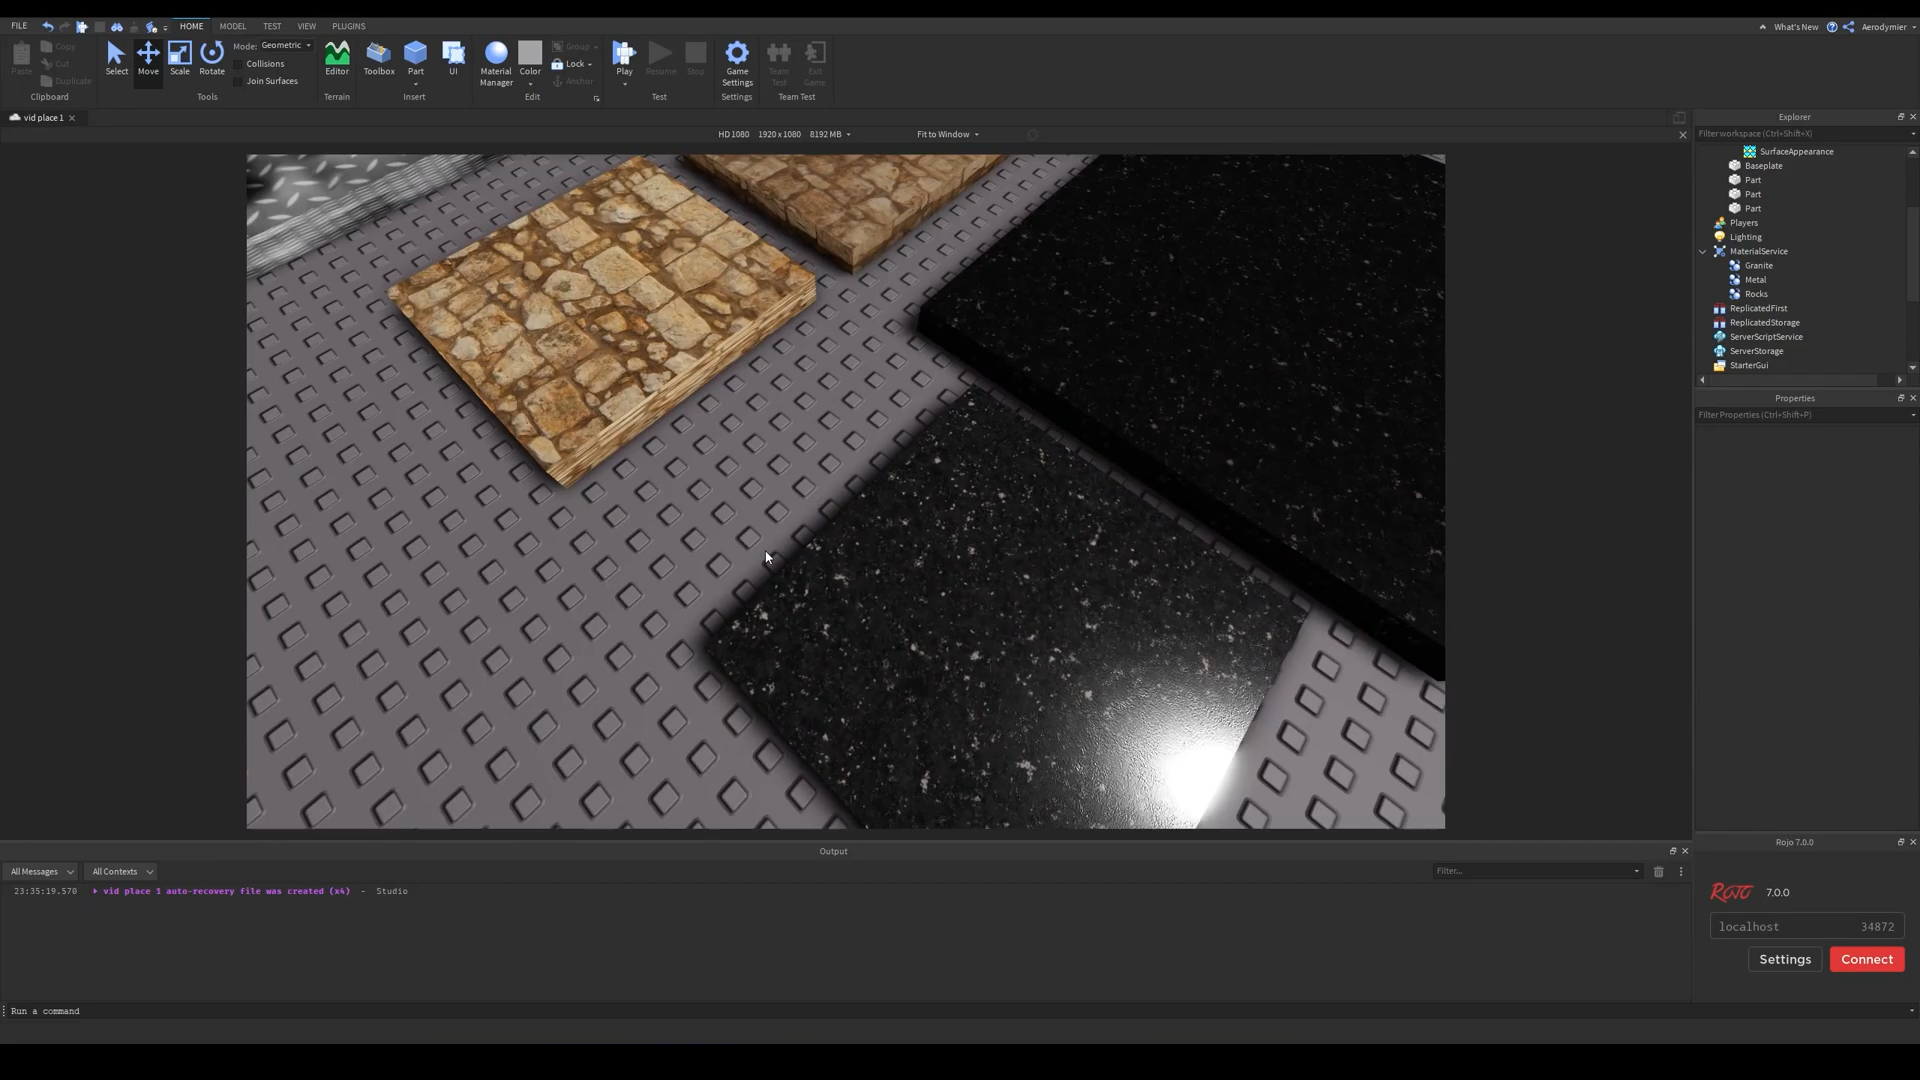 FILE HOME MODEL TEST VIEW PLUGINS What's New Aerodymier
Paste Copy Cut Duplicate Select Move Scale Rotate Mode: Geometric Collisions Join Surfaces Editor Toolbox Part UI Material Manager Color Group Lock Anchor Play Resume Stop Game Settings Team Test Exit Game
Clipboard Tools Terrain Insert Edit Test Settings Team Test
vid place 1
HD 1080 1920 x 1080 8192 MB Fit to Window
Explorer
Filter workspace (Ctrl+Shift+X)
SurfaceAppearance
Baseplate
Part
Part
Part
Players
Lighting
MaterialService
Granite
Metal
Rocks
ReplicatedFirst
ReplicatedStorage
ServerScriptService
ServerStorage
StarterGui
Properties
Filter Properties (Ctrl+Shift+P)
Output
All Messages All Contexts Filter...
23:35:19.570 vid place 1 auto-recovery file was created (x4) - Studio
Rojo 7.0.0
ROJO 7.0.0
localhost 34872
Settings Connect
Run a command